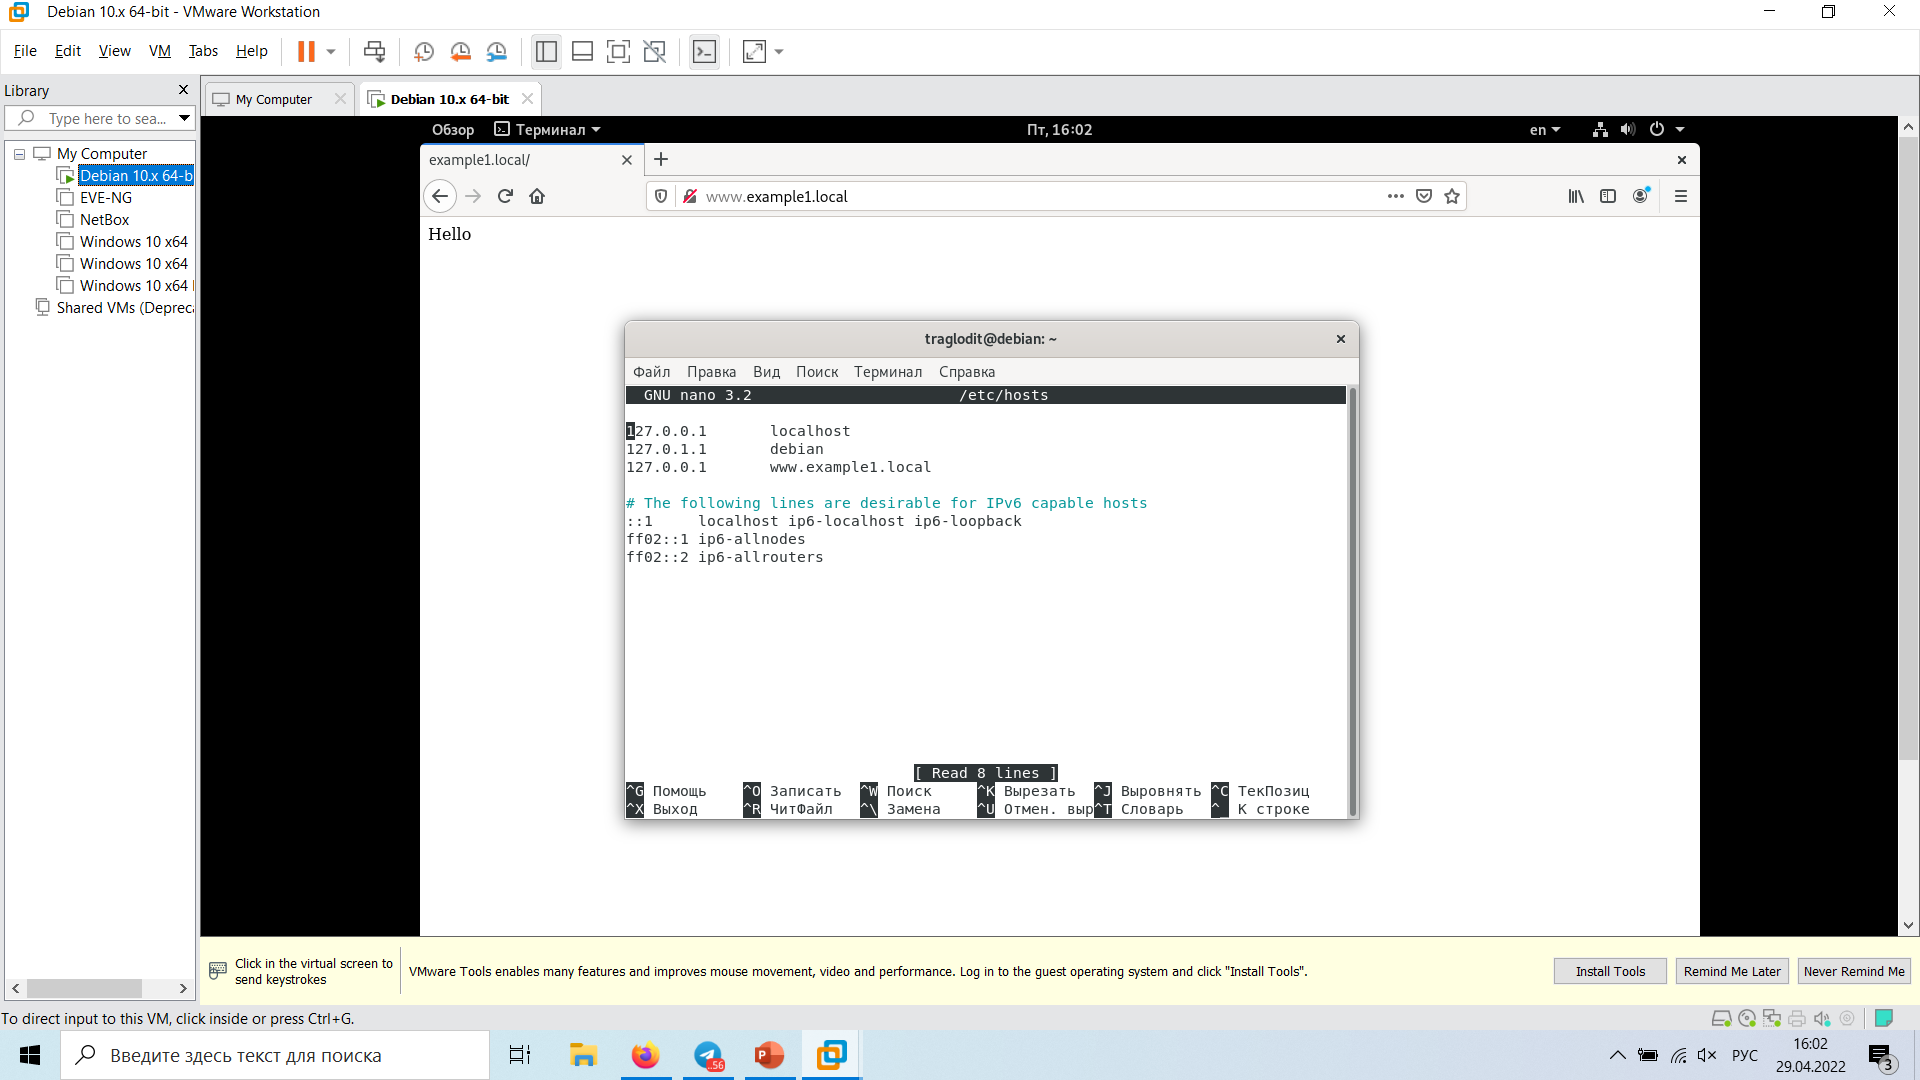 Debian 10.x 64-bit - VMware Workstation
File Edit View VM Tabs Help
Library
Type here to sea...
My Computer
Debian 10.x 64-b
EVE-NG
NetBox
Windows 10 x64
Windows 10 x64
Windows 10 x64
Shared VMs (Depreca
My Computer
Debian 10.x 64-bit
Обзор Терминал Пт, 16:02 en
example1.local/
www.example1.local
Hello
traglodit@debian: ~
Файл Правка Вид Поиск Терминал Справка
GNU nano 3.2 /etc/hosts
127.0.0.1 localhost
127.0.1.1 debian
127.0.0.1 www.example1.local
# The following lines are desirable for IPv6 capable hosts
::1 localhost ip6-localhost ip6-loopback
ff02::1 ip6-allnodes
ff02::2 ip6-allrouters
[ Read 8 lines ]
^G Помощь ^O Записать ^W Поиск ^K Вырезать ^J Выровнять ^C ТекПозиц
^X Выход ^R ЧитФайл ^\ Замена ^U Отмен. выр^T Словарь ^_ К строке
Click in the virtual screen to
send keystrokes
VMware Tools enables many features and improves mouse movement, video and performance. Log in to the guest operating system and click "Install Tools".
Install Tools Remind Me Later Never Remind Me
To direct input to this VM, click inside or press Ctrl+G.
Введите здесь текст для поиска
..56
РУС
16:02
29.04.2022
3